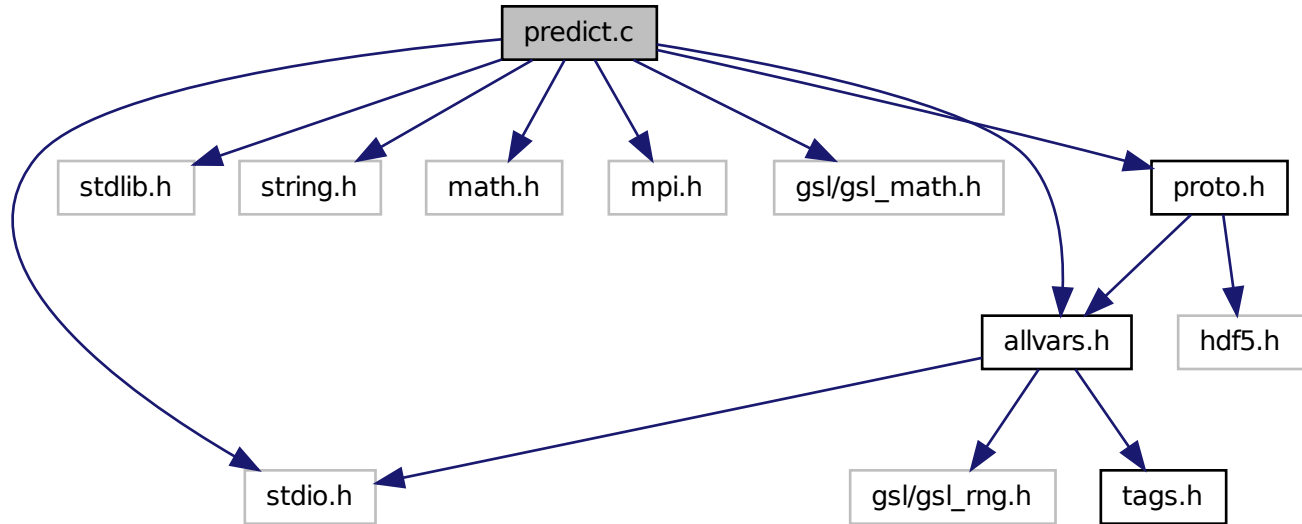 predict.c
stdlib.h
string.h
math.h
mpi.h
gsl/gsl_math.h
proto.h
allvars.h
hdf5.h
stdio.h
gsl/gsl_rng.h
tags.h